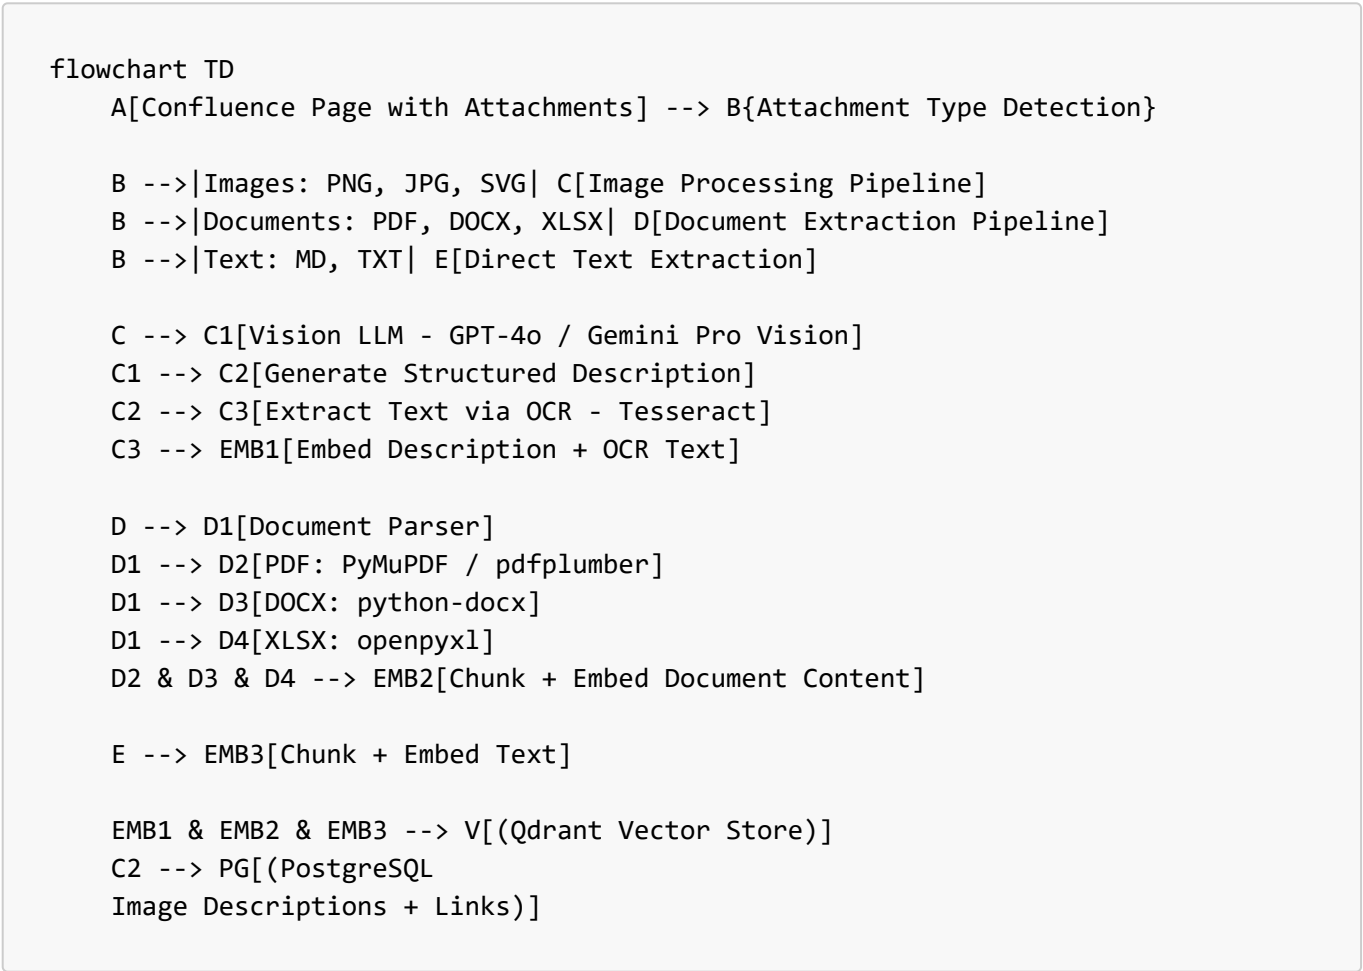 flowchart TD
    A[Confluence Page with Attachments] --> B{Attachment Type Detection}

    B -->|Images: PNG, JPG, SVG| C[Image Processing Pipeline]
    B -->|Documents: PDF, DOCX, XLSX| D[Document Extraction Pipeline]
    B -->|Text: MD, TXT| E[Direct Text Extraction]

    C --> C1[Vision LLM - GPT-4o / Gemini Pro Vision]
    C1 --> C2[Generate Structured Description]
    C2 --> C3[Extract Text via OCR - Tesseract]
    C3 --> EMB1[Embed Description + OCR Text]

    D --> D1[Document Parser]
    D1 --> D2[PDF: PyMuPDF / pdfplumber]
    D1 --> D3[DOCX: python-docx]
    D1 --> D4[XLSX: openpyxl]
    D2 & D3 & D4 --> EMB2[Chunk + Embed Document Content]

    E --> EMB3[Chunk + Embed Text]

    EMB1 & EMB2 & EMB3 --> V[(Qdrant Vector Store)]
    C2 --> PG[(PostgreSQL
    Image Descriptions + Links)]